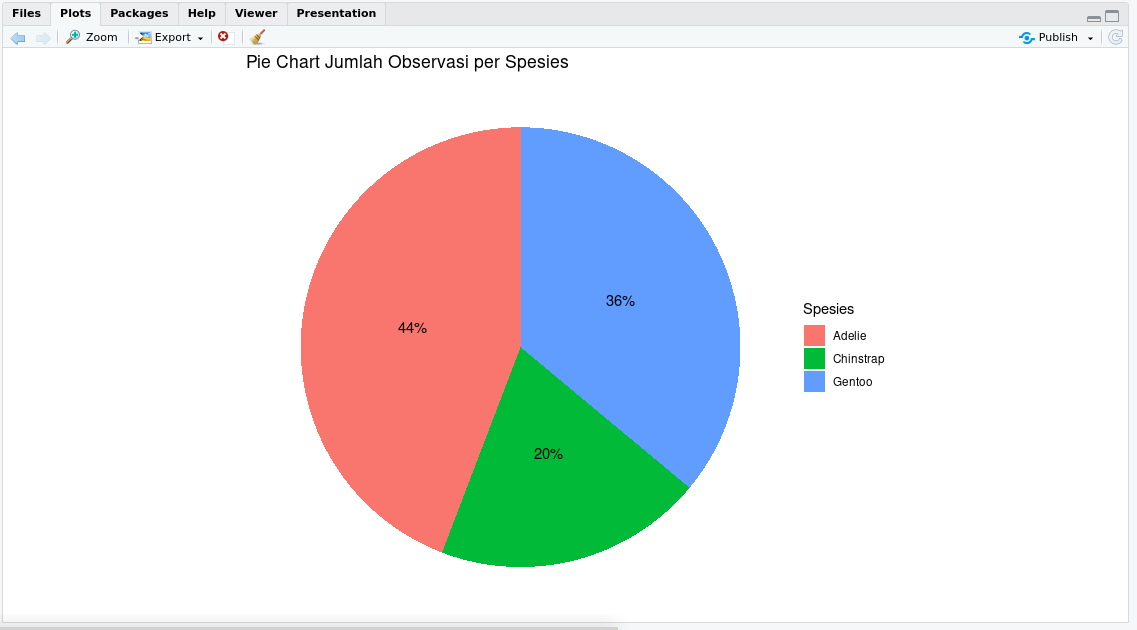 Files Plots Packages Help Viewer Presentation
Zoom Export Publish
Pie Chart Jumlah Observasi per Spesies
36%
44%
20%
Spesies
Adelie
Chinstrap
Gentoo